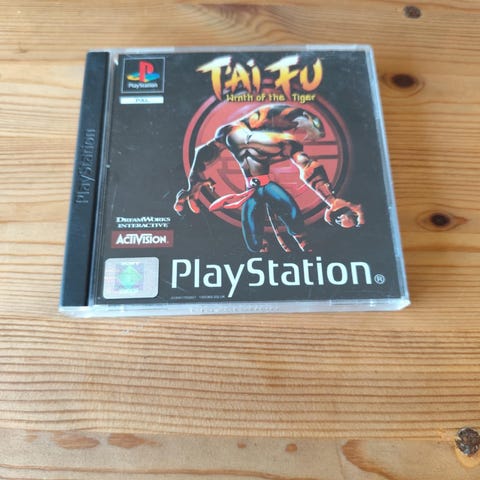 PlayStation
PlayStation
PAL
T'AI FU
Wrath of the Tiger
DREAMWORKS
INTERACTIVE
ACTIVISION
PlayStation®